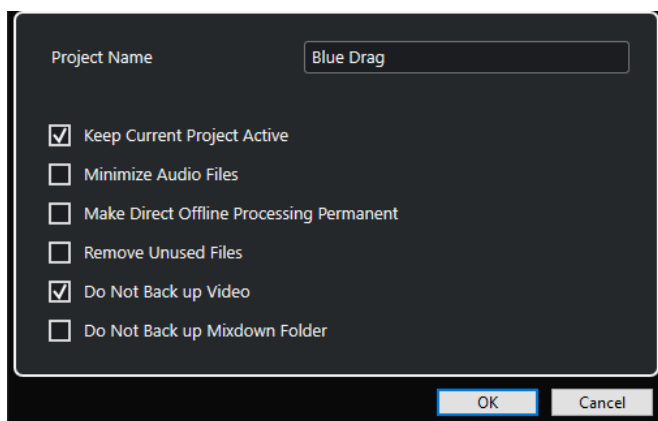 Project Name
Blue Drag
Keep Current Project Active
Minimize Audio Files
Make Direct Offline Processing Permanent
Remove Unused Files
Do Not Back up Video
Do Not Back up Mixdown Folder
OK
Cancel